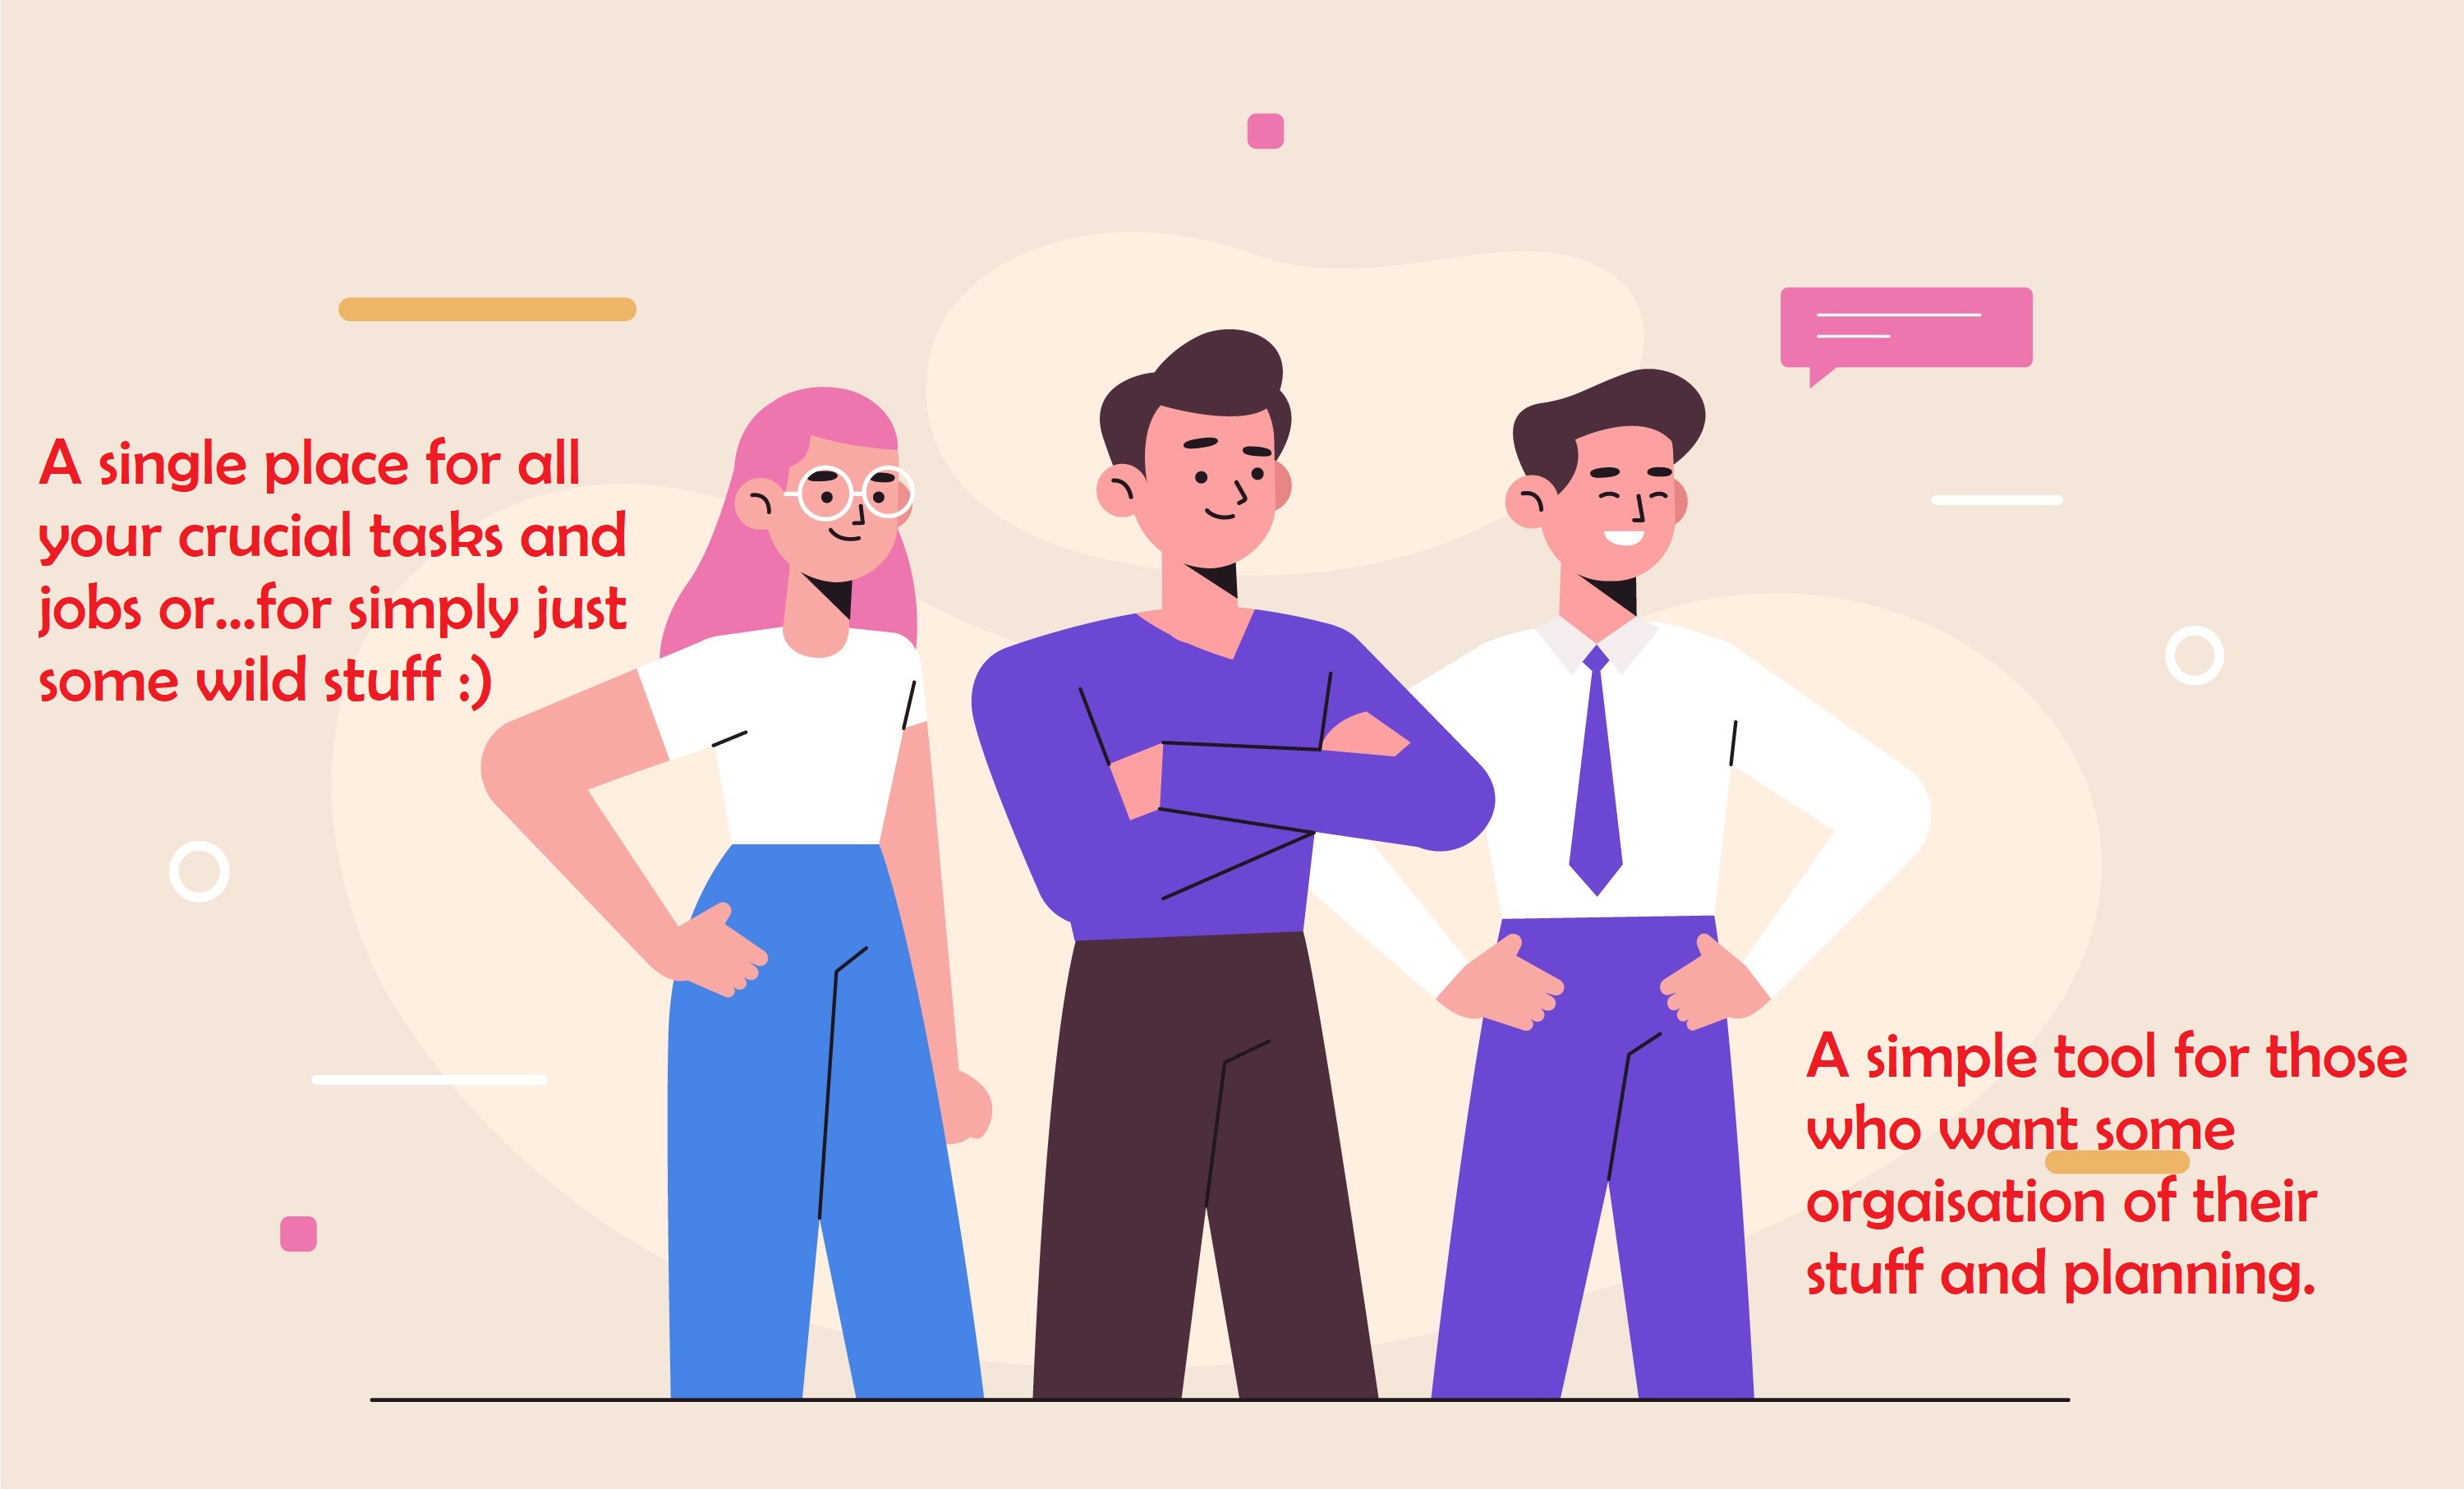 A single place for all
your crucial tasks and
jobs or...for simply just
some wild stuff :)
A simple tool for those
who want some
orgaisation of their
stuff and planning.